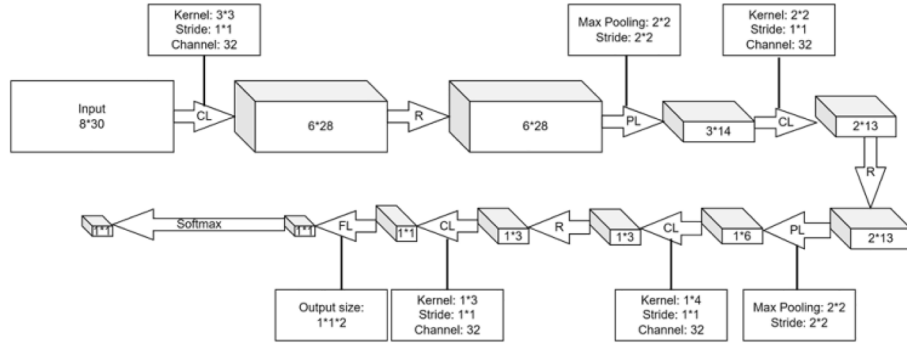 Kernel: 3*3
Stride: 1*1
Channel: 32
Max Pooling: 2*2
Stride: 2*2
Kernel: 2*2
Stride: 1*1
Channel: 32
Input
8*30
CL
6*28
R
6*28
PL
3*14
CL
2*13
R
1*1
Softmax
1*1
FL
1*1
CL
1*3
R
1*3
CL
1*6
PL
2*13
Output size:
1*1*2
Kernel: 1*3
Stride: 1*1
Channel: 32
Kernel: 1*4
Stride: 1*1
Channel: 32
Max Pooling: 2*2
Stride: 2*2